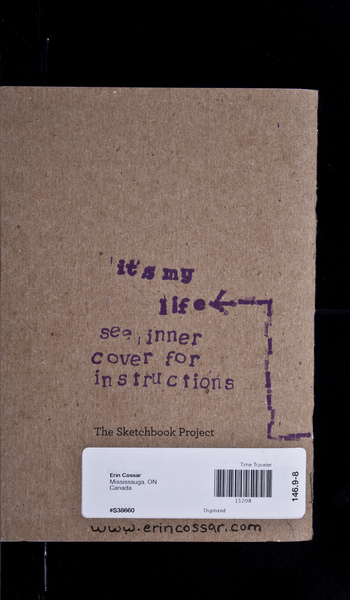 it's my
life
see inner
cover for
instructions
The Sketchbook Project
Time Traveler
Erin Cossar
Mississauga, ON
Canada
15208
#S38660
Digitized
146.9-8
www.erincossar.com